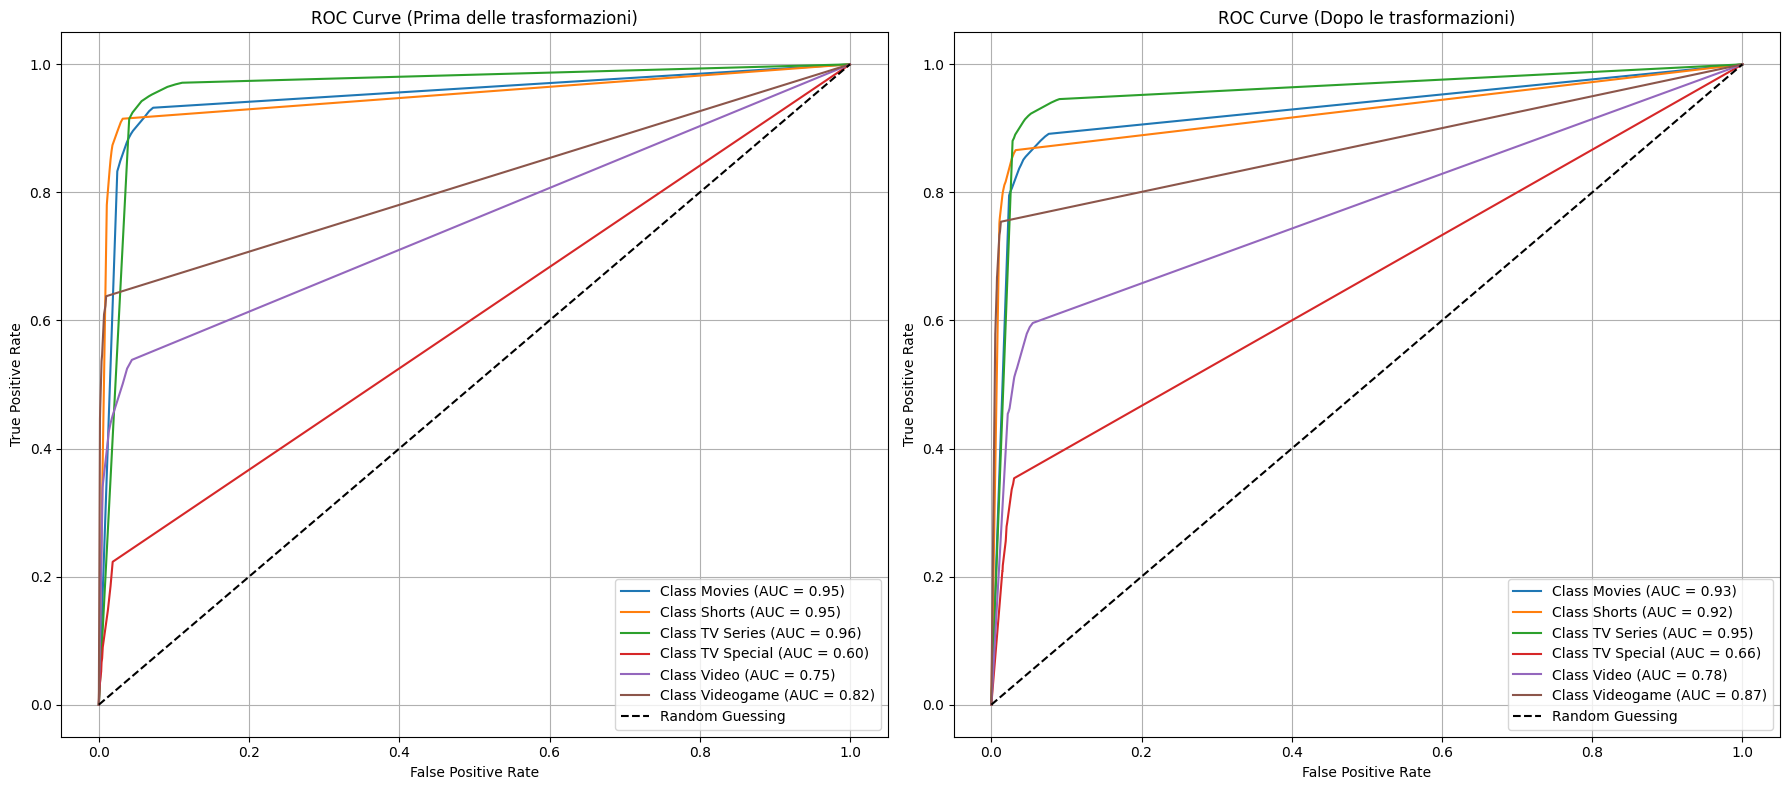 ROC Curve (Prima delle trasformazioni)
True Positive Rate
1.0
0.8
0.6
0.4
0.2
0.0
Class Movies (AUC = 0.95)
Class Shorts (AUC = 0.95)
Class TV Series (AUC = 0.96)
Class TV Special (AUC = 0.60)
Class Video (AUC = 0.75)
Class Videogame (AUC = 0.82)
Random Guessing
0.0 0.2 0.4 0.6 0.8 1.0
False Positive Rate
ROC Curve (Dopo le trasformazioni)
True Positive Rate
1.0
0.8
0.6
0.4
0.2
0.0
Class Movies (AUC = 0.93)
Class Shorts (AUC = 0.92)
Class TV Series (AUC = 0.95)
Class TV Special (AUC = 0.66)
Class Video (AUC = 0.78)
Class Videogame (AUC = 0.87)
Random Guessing
0.0 0.2 0.4 0.6 0.8 1.0
False Positive Rate